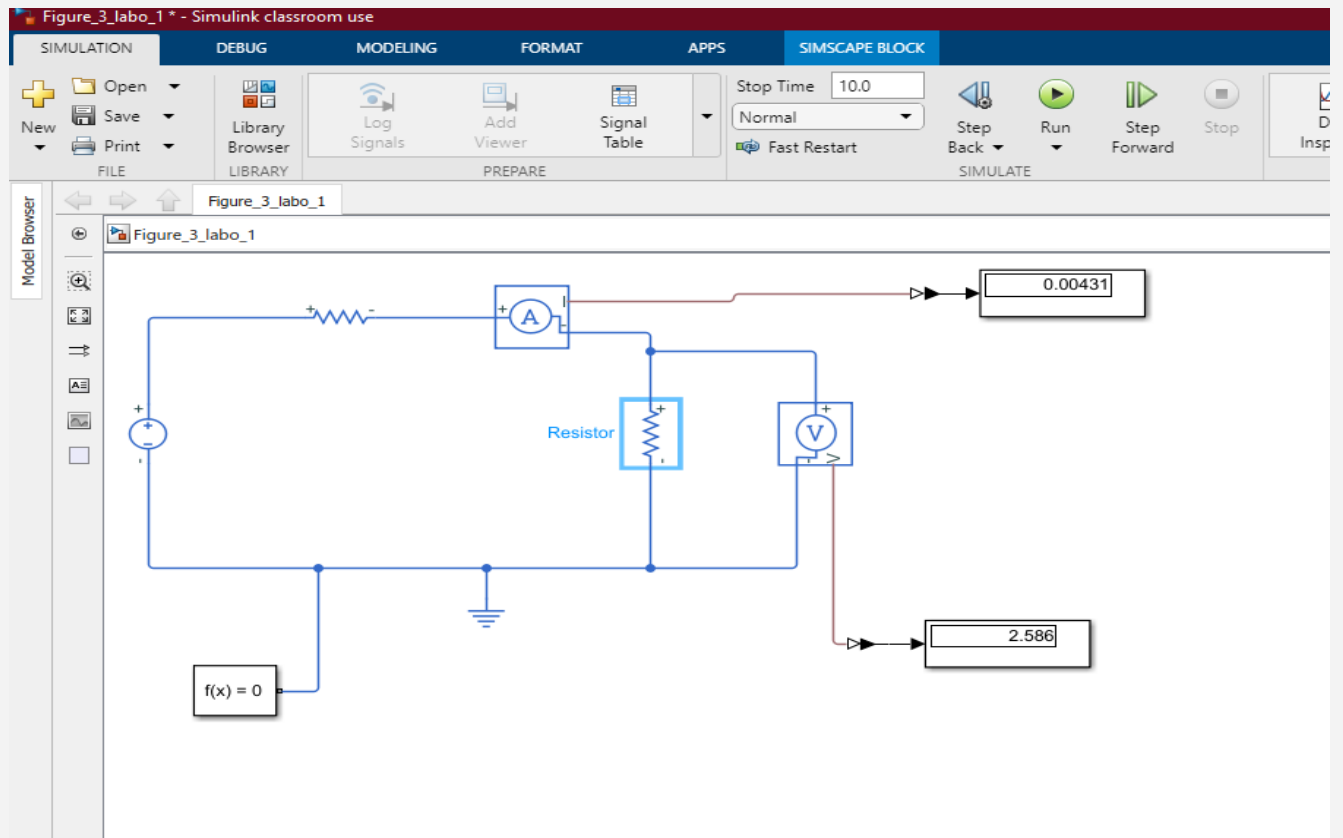 Figure_3_labo_1 * - Simulink classroom use
SIMULATION DEBUG MODELING FORMAT APPS SIMSCAPE BLOCK
New
Open
Save
Print
FILE
Library
Browser
LIBRARY
Log
Signals
Add
Viewer
Signal
Table
PREPARE
Stop Time 10.0
Normal
Fast Restart
Step
Back
Run
Step
Forward
Stop
SIMULATE
D
Insp
Model Browser
Figure_3_labo_1
Figure_3_labo_1
0.00431
+ -
+ A I -
+
+
-
-
Resistor
+
-
+
V
- V
2.586
f(x) = 0